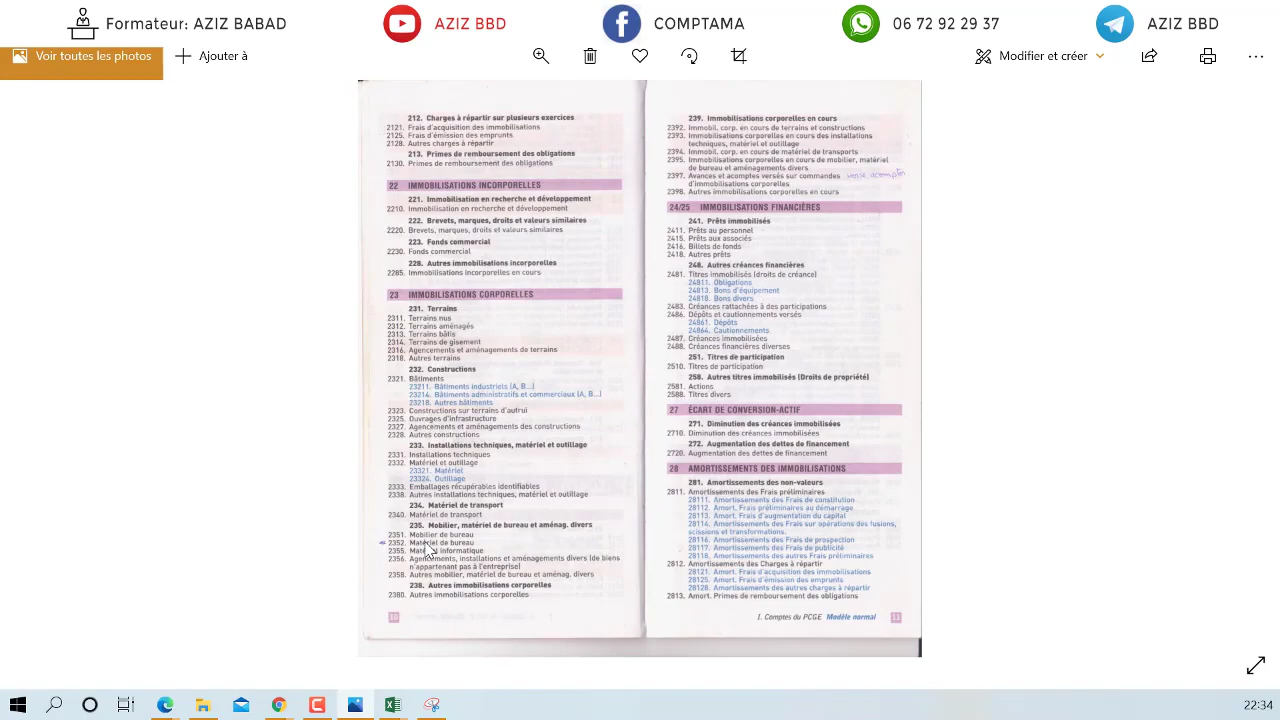 Formateur: AZIZ BABAD
AZIZ BBD
COMPTAMA
06 72 92 29 37
AZIZ BBD
Voir toutes les photos
Ajouter à
Modifier et créer
212. Charges à répartir sur plusieurs exercices
2121. Frais d'acquisition des immobilisations
2125. Frais d'émission des emprunts
2128. Autres charges à répartir
213. Primes de remboursement des obligations
2130. Primes de remboursement des obligations
22 IMMOBILISATIONS INCORPORELLES
221. Immobilisation en recherche et développement
2210. Immobilisation en recherche et développement
222. Brevets, marques, droits et valeurs similaires
2220. Brevets, marques, droits et valeurs similaires
223. Fonds commercial
2230. Fonds commercial
228. Autres immobilisations incorporelles
2285. Immobilisations incorporelles en cours
23 IMMOBILISATIONS CORPORELLES
231. Terrains
2311. Terrains nus
2312. Terrains aménagés
2313. Terrains bâtis
2314. Terrains de gisement
2316. Agencements et aménagements de terrains
2318. Autres terrains
232. Constructions
2321. Bâtiments
23211. Bâtiments industriels (A, B...)
23214. Bâtiments administratifs et commerciaux (A, B...)
23218. Autres bâtiments
2323. Constructions sur terrains d'autrui
2325. Ouvrages d'infrastructure
2327. Agencements et aménagements des constructions
2328. Autres constructions
233. Installations techniques, matériel et outillage
2331. Installations techniques
2332. Matériel et outillage
23321. Matériel
23324. Outillage
2333. Emballages récupérables identifiables
2338. Autres installations techniques, matériel et outillage
234. Matériel de transport
2340. Matériel de transport
235. Mobilier, matériel de bureau et aménag. divers
2351. Mobilier de bureau
2352. Matériel de bureau
2355. Matériel informatique
2356. Agencements, installations et aménagements divers (de biens
n'appartenant pas à l'entreprise)
2358. Autres mobilier, matériel de bureau et aménag. divers
238. Autres immobilisations corporelles
2380. Autres immobilisations corporelles
10
239. Immobilisations corporelles en cours
2392. Immobil. corp. en cours de terrains et constructions
2393. Immobilisations corporelles en cours des installations
techniques, matériel et outillage
2394. Immobil. corp. en cours de matériel de transports
2395. Immobilisations corporelles en cours de mobilier, matériel
de bureau et aménagements divers
2397. Avances et acomptes versés sur commandes
d'immobilisations corporelles
2398. Autres immobilisations corporelles en cours
24/25 IMMOBILISATIONS FINANCIÈRES
241. Prêts immobilisés
2411. Prêts au personnel
2415. Prêts aux associés
2416. Billets de fonds
2418. Autres prêts
248. Autres créances financières
2481. Titres immobilisés (droits de créance)
24811. Obligations
24813. Bons d'équipement
24818. Bons divers
2483. Créances rattachées à des participations
2486. Dépôts et cautionnements versés
24861. Dépôts
24864. Cautionnements
2487. Créances immobilisées
2488. Créances financières diverses
251. Titres de participation
2510. Titres de participation
258. Autres titres immobilisés (Droits de propriété)
2581. Actions
2588. Titres divers
27 ÉCART DE CONVERSION-ACTIF
271. Diminution des créances immobilisées
2710. Diminution des créances immobilisées
272. Augmentation des dettes de financement
2720. Augmentation des dettes de financement
28 AMORTISSEMENTS DES IMMOBILISATIONS
281. Amortissements des non-valeurs
2811. Amortissements des Frais préliminaires
28111. Amortissements des Frais de constitution
28112. Amort. Frais préliminaires au démarrage
28113. Amort. Frais d'augmentation du capital
28114. Amortissements des Frais sur opérations des fusions,
scissions et transformations.
28116. Amortissements des Frais de prospection
28117. Amortissements des Frais de publicité
28118. Amortissements des autres Frais préliminaires
2812. Amortissements des Charges à répartir
28121. Amort. Frais d'acquisition des immobilisations
28125. Amort. Frais d'émission des emprunts
28128. Amortissements des autres charges à répartir
2813. Amort. Primes de remboursement des obligations
I. Comptes du PCGE Modèle normal 11
22:34